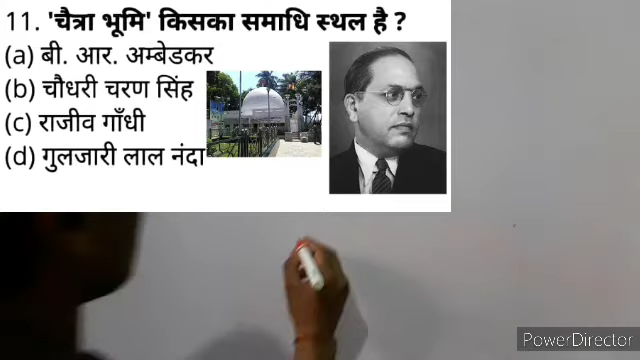 11. 'चैत्रा भूमि' किसका समाधि स्थल है ?
(a) बी. आर. अम्बेडकर
(b) चौधरी चरण सिंह
(c) राजीव गाँधी
(d) गुलजारी लाल नंदा
PowerDirector